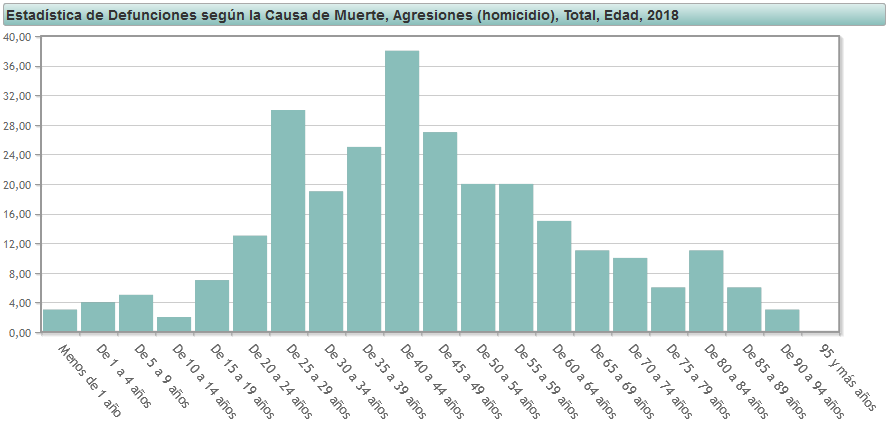 Estadística de Defunciones según la Causa de Muerte, Agresiones (homicidio), Total, Edad, 2018
40,00
36,00
32,00
28,00
24,00
20,00
16,00
12,00
8,00
4,00
0,00
Menos de 1 año
De 1 a 4 años
De 5 a 9 años
De 10 a 14 años
De 15 a 19 años
De 20 a 24 años
De 25 a 29 años
De 30 a 34 años
De 35 a 39 años
De 40 a 44 años
De 45 a 49 años
De 50 a 54 años
De 55 a 59 años
De 60 a 64 años
De 65 a 69 años
De 70 a 74 años
De 75 a 79 años
De 80 a 84 años
De 85 a 89 años
De 90 a 94 años
95 y más años